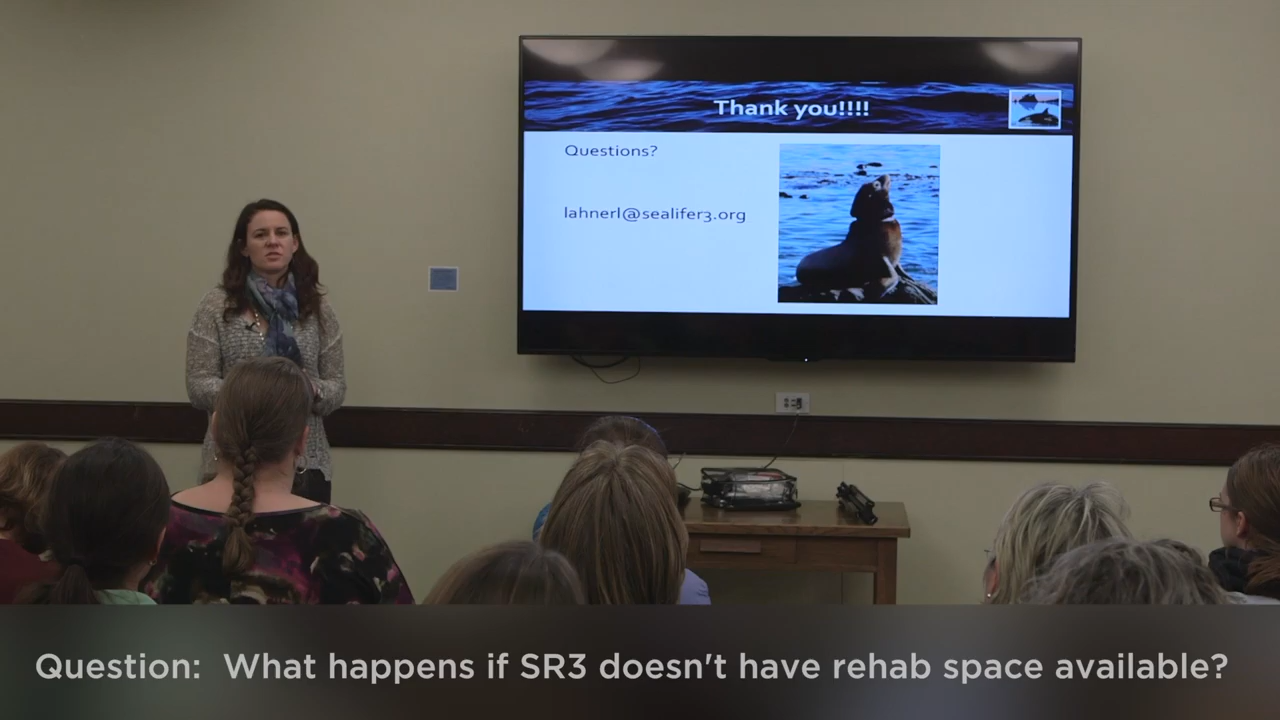 Thank you!!!!
Questions?
lahnerl@sealifer3.org
Question:  What happens if SR3 doesn't have rehab space available?